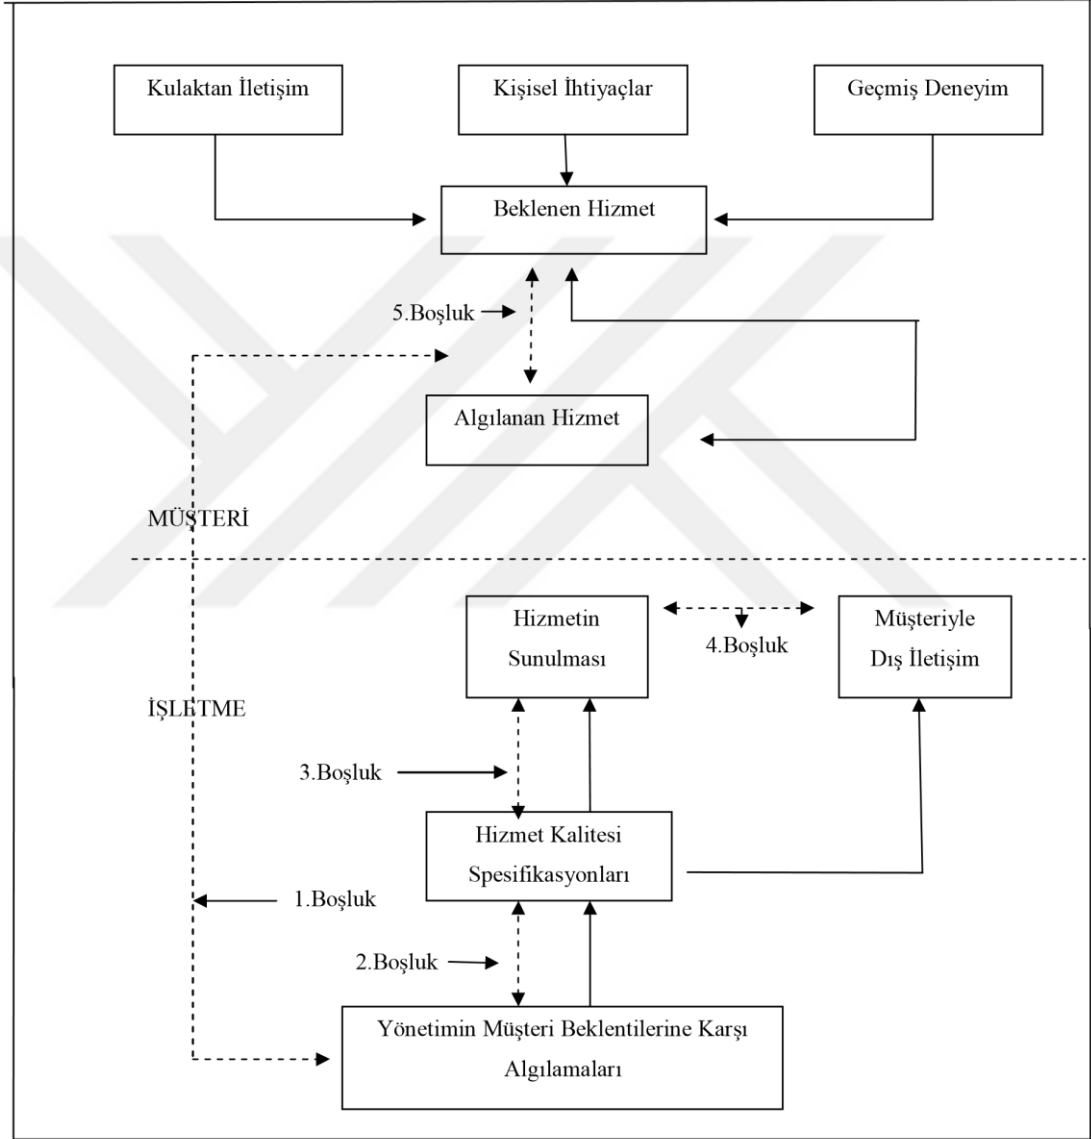 Kulaktan İletişim
Kişisel İhtiyaçlar
Geçmiş Deneyim
Beklenen Hizmet
5.Boşluk
Algılanan Hizmet
MÜŞTERİ
Hizmetin
Sunulması
4.Boşluk
Müşteriyle
Dış İletişim
İŞLETME
3.Boşluk
Hizmet Kalitesi
Spesifikasyonları
1.Boşluk
2.Boşluk
Yönetimin Müşteri Beklentilerine Karşı
Algılamaları